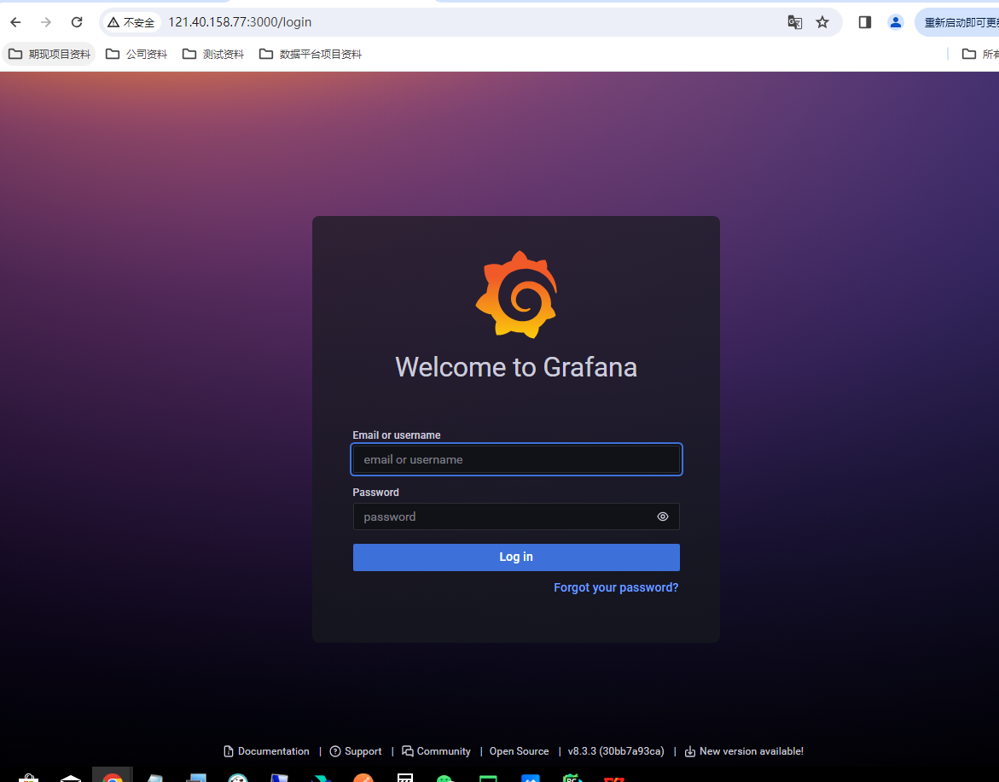 不安全 121.40.158.77:3000/login 重新启动即可更
期现项目资料 公司资料 测试资料 数据平台项目资料 所有
Welcome to Grafana
Email or username
email or username
Password
password
Log in
Forgot your password?
Documentation | Support | Community | Open Source | v8.3.3 (30bb7a93ca) | New version available!